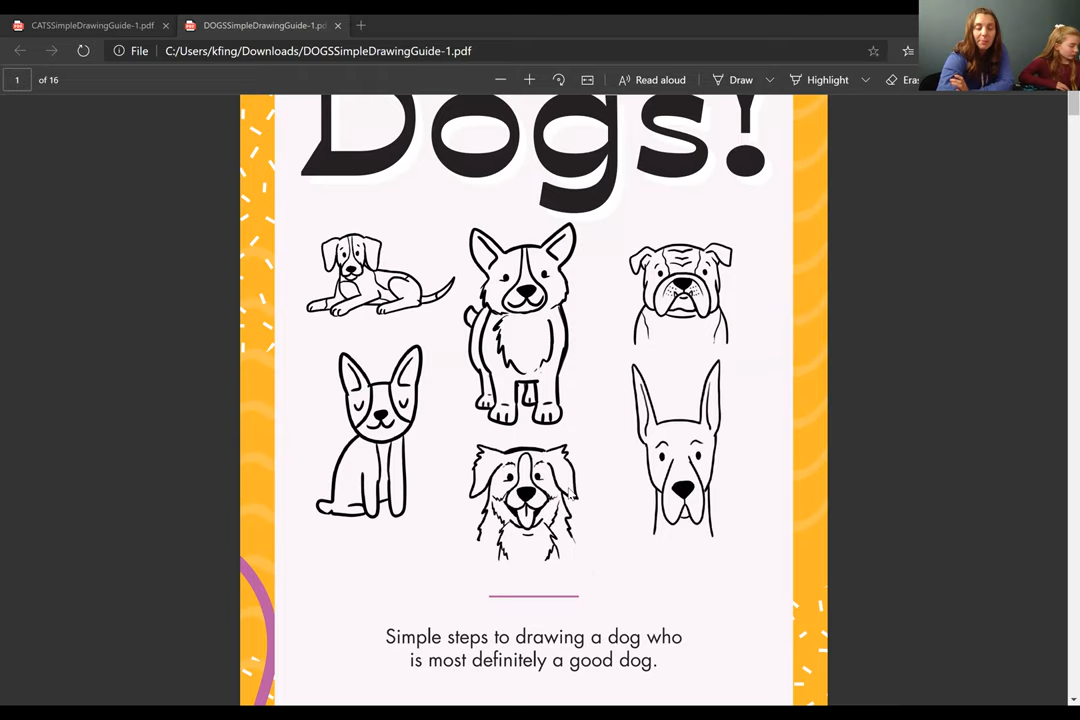 CATSSimpleDrawingGuide-1.pdf
DOGSSimpleDrawingGuide-1.pd
File
C:/Users/kfing/Downloads/DOGSSimpleDrawingGuide-1.pdf
1 of 16
Read aloud
Draw
Highlight
Eras
Dogs!
Simple steps to drawing a dog who
is most definitely a good dog.